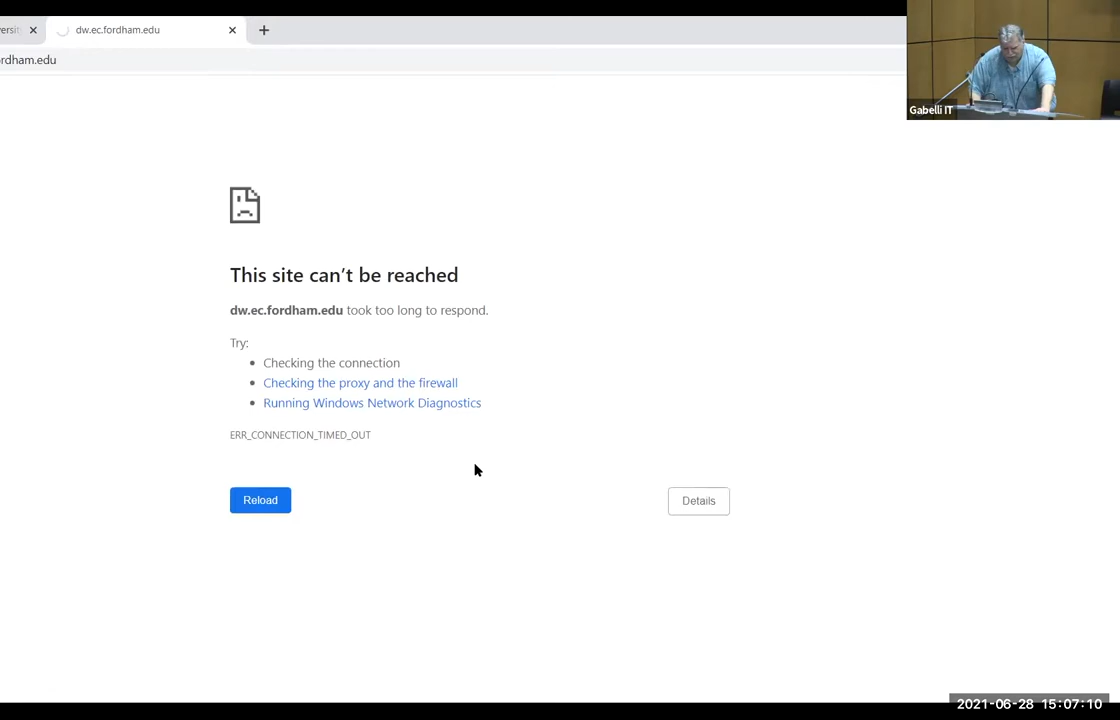 versit
dw.ec.fordham.edu
rdham.edu
Gabelli IT
This site can't be reached
dw.ec.fordham.edu took too long to respond.
Try:
Checking the connection
Checking the proxy and the firewall
Running Windows Network Diagnostics
ERR_CONNECTION_TIMED_OUT
Reload
Details
2021-06-28 15:07:10